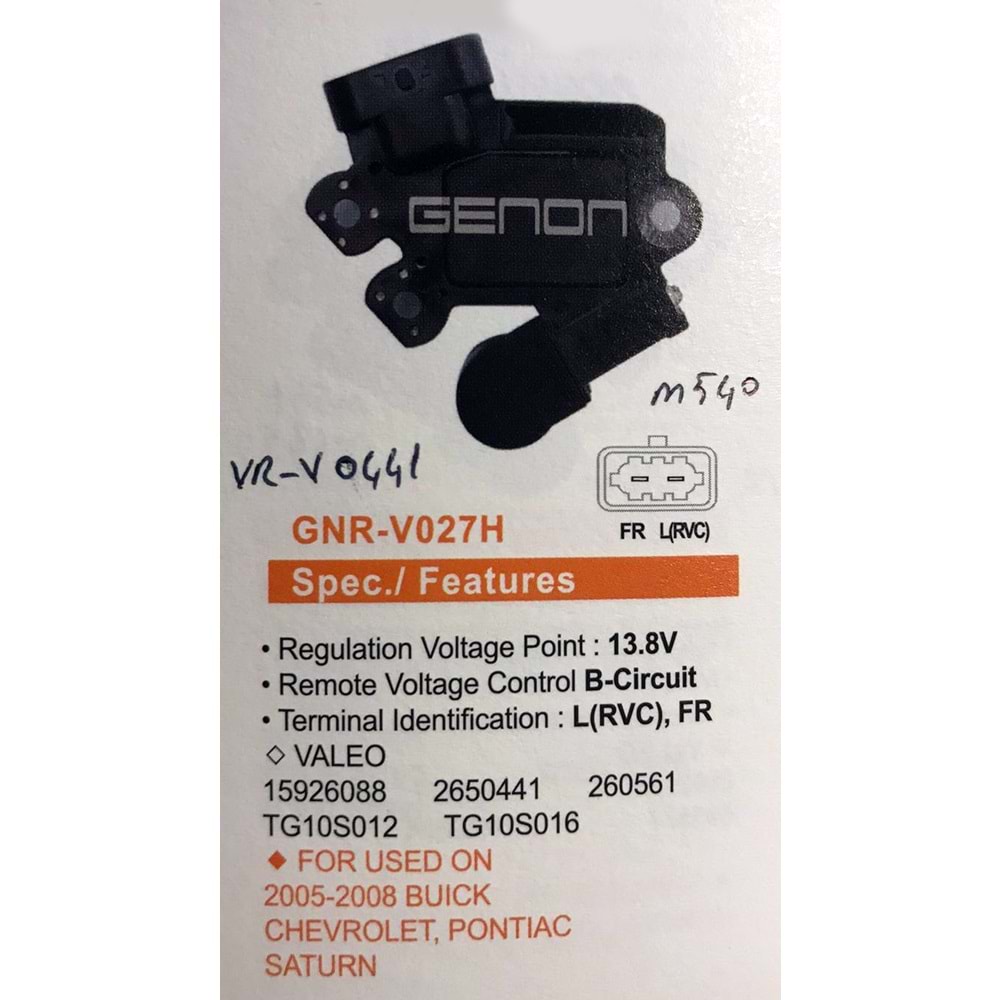 GENON
m540
VR-V0441
FR L(RVC)
GNR-V027H
Spec./ Features
• Regulation Voltage Point : 13.8V
• Remote Voltage Control B-Circuit
• Terminal Identification : L(RVC), FR
◇ VALEO
15926088 2650441 260561
TG10S012 TG10S016
◆ FOR USED ON
2005-2008 BUICK
CHEVROLET, PONTIAC
SATURN